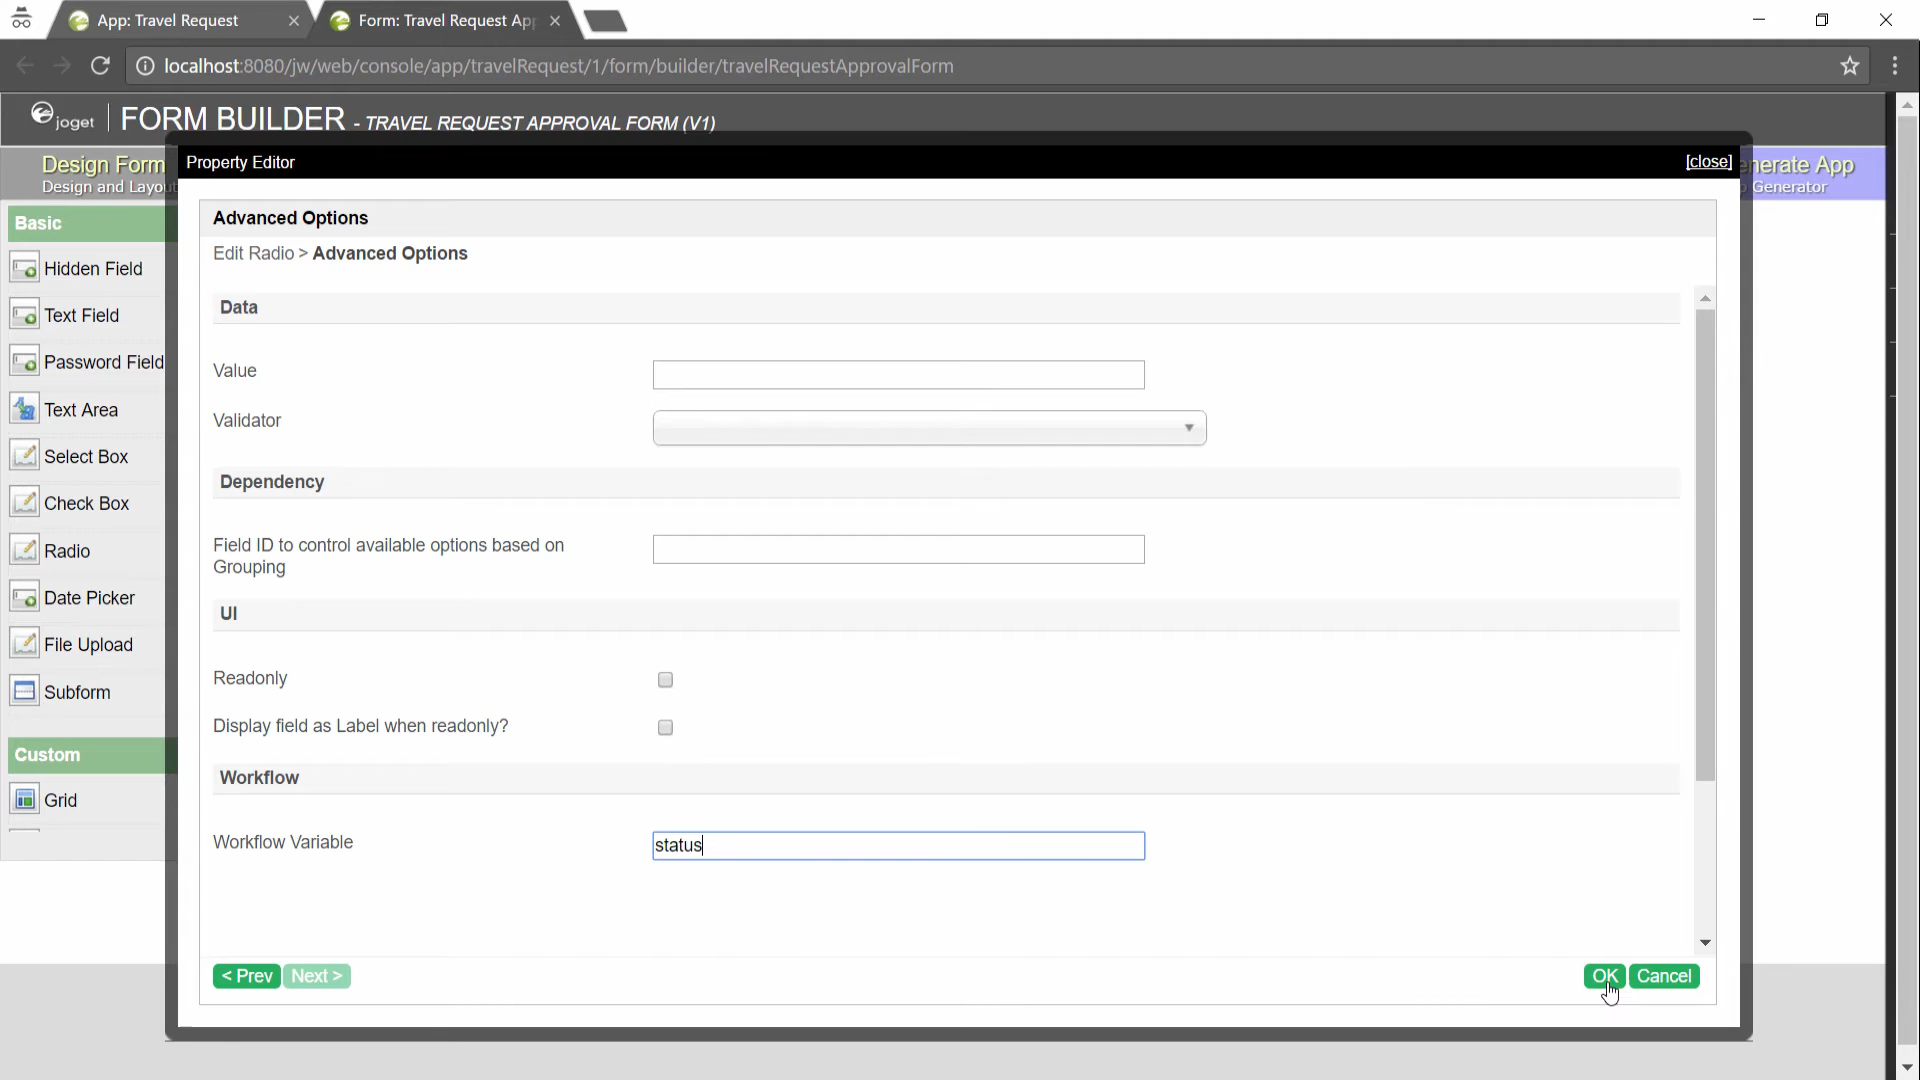 App: Travel Request
Form: Travel Request App
localhost:8080/jw/web/console/app/travelRequest/1/form/builder/travelRequestApprovalForm
joget
FORM BUILDER - TRAVEL REQUEST APPROVAL FORM (V1)
Design Form
Design and Layou
Property Editor
[close]
nerate App
Generator
Basic
Hidden Field
Text Field
Password Field
Text Area
Select Box
Check Box
Radio
Date Picker
File Upload
Subform
Custom
Grid
Advanced Options
Edit Radio > Advanced Options
Data
Value
Validator
Dependency
Field ID to control available options based on
Grouping
UI
Readonly
Display field as Label when readonly?
Workflow
Workflow Variable
status
< Prev
Next >
OK
Cancel